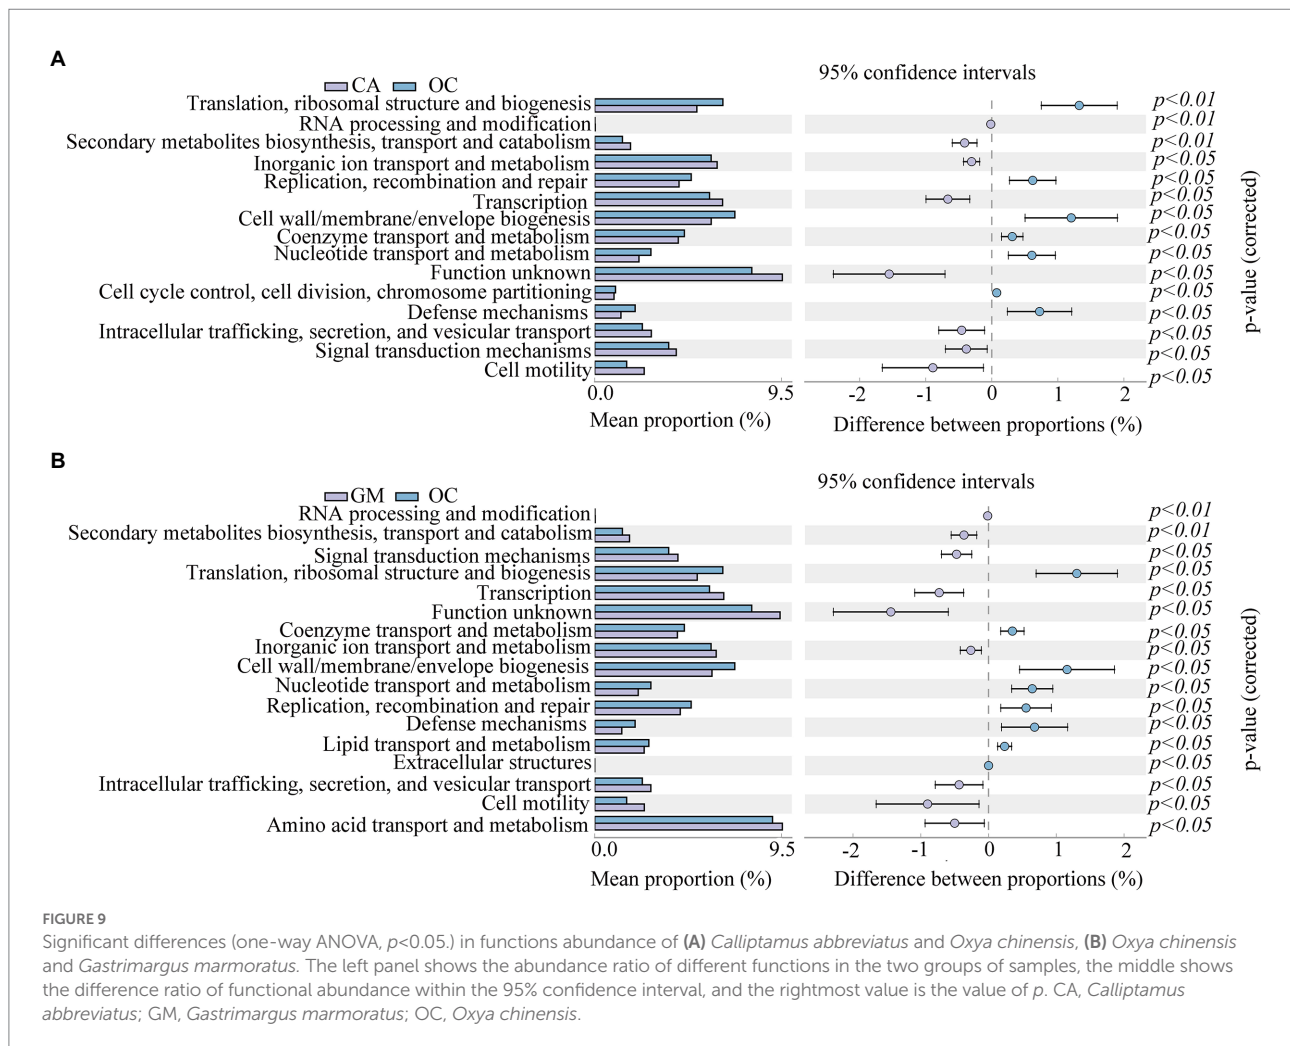 A
95% confidence intervals
CA OC
Translation, ribosomal structure and biogenesis p<0.01
RNA processing and modification p<0.01
Secondary metabolites biosynthesis, transport and catabolism p<0.01
Inorganic ion transport and metabolism p<0.05
Replication, recombination and repair p<0.05
Transcription p<0.05
Cell wall/membrane/envelope biogenesis p<0.05
Coenzyme transport and metabolism p<0.05
Nucleotide transport and metabolism p<0.05
Function unknown p<0.05
Cell cycle control, cell division, chromosome partitioning p<0.05
Defense mechanisms p<0.05
Intracellular trafficking, secretion, and vesicular transport p<0.05
Signal transduction mechanisms p<0.05
Cell motility p<0.05
p-value (corrected)
0.0 9.5 -2 -1 0 1 2
Mean proportion (%) Difference between proportions (%)
B
95% confidence intervals
GM OC
RNA processing and modification p<0.01
Secondary metabolites biosynthesis, transport and catabolism p<0.01
Signal transduction mechanisms p<0.05
Translation, ribosomal structure and biogenesis p<0.05
Transcription p<0.05
Function unknown p<0.05
Coenzyme transport and metabolism p<0.05
Inorganic ion transport and metabolism p<0.05
Cell wall/membrane/envelope biogenesis p<0.05
Nucleotide transport and metabolism p<0.05
Replication, recombination and repair p<0.05
Defense mechanisms p<0.05
Lipid transport and metabolism p<0.05
Extracellular structures p<0.05
Intracellular trafficking, secretion, and vesicular transport p<0.05
Cell motility p<0.05
Amino acid transport and metabolism p<0.05
p-value (corrected)
0.0 9.5 -2 -1 0 1 2
Mean proportion (%) Difference between proportions (%)
FIGURE 9
Significant differences (one-way ANOVA, p<0.05.) in functions abundance of (A) Calliptamus abbreviatus and Oxya chinensis, (B) Oxya chinensis
and Gastrimargus marmoratus. The left panel shows the abundance ratio of different functions in the two groups of samples, the middle shows
the difference ratio of functional abundance within the 95% confidence interval, and the rightmost value is the value of p. CA, Calliptamus
abbreviatus; GM, Gastrimargus marmoratus; OC, Oxya chinensis.